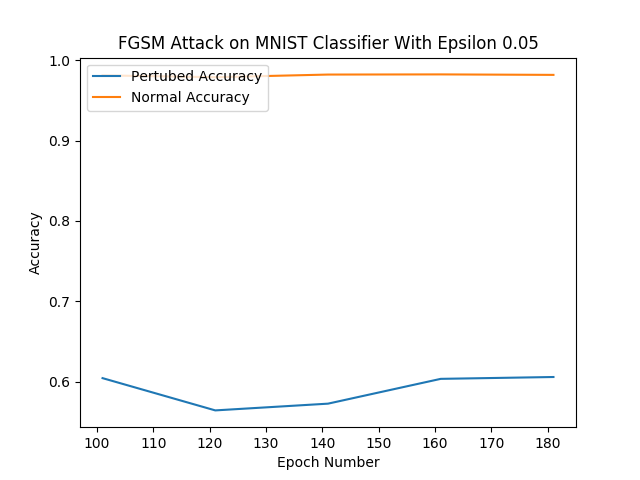 FGSM Attack on MNIST Classifier With Epsilon 0.05
Pertubed Accuracy
Normal Accuracy
1.0
0.9
0.8
0.7
0.6
Accuracy
100 110 120 130 140 150 160 170 180
Epoch Number